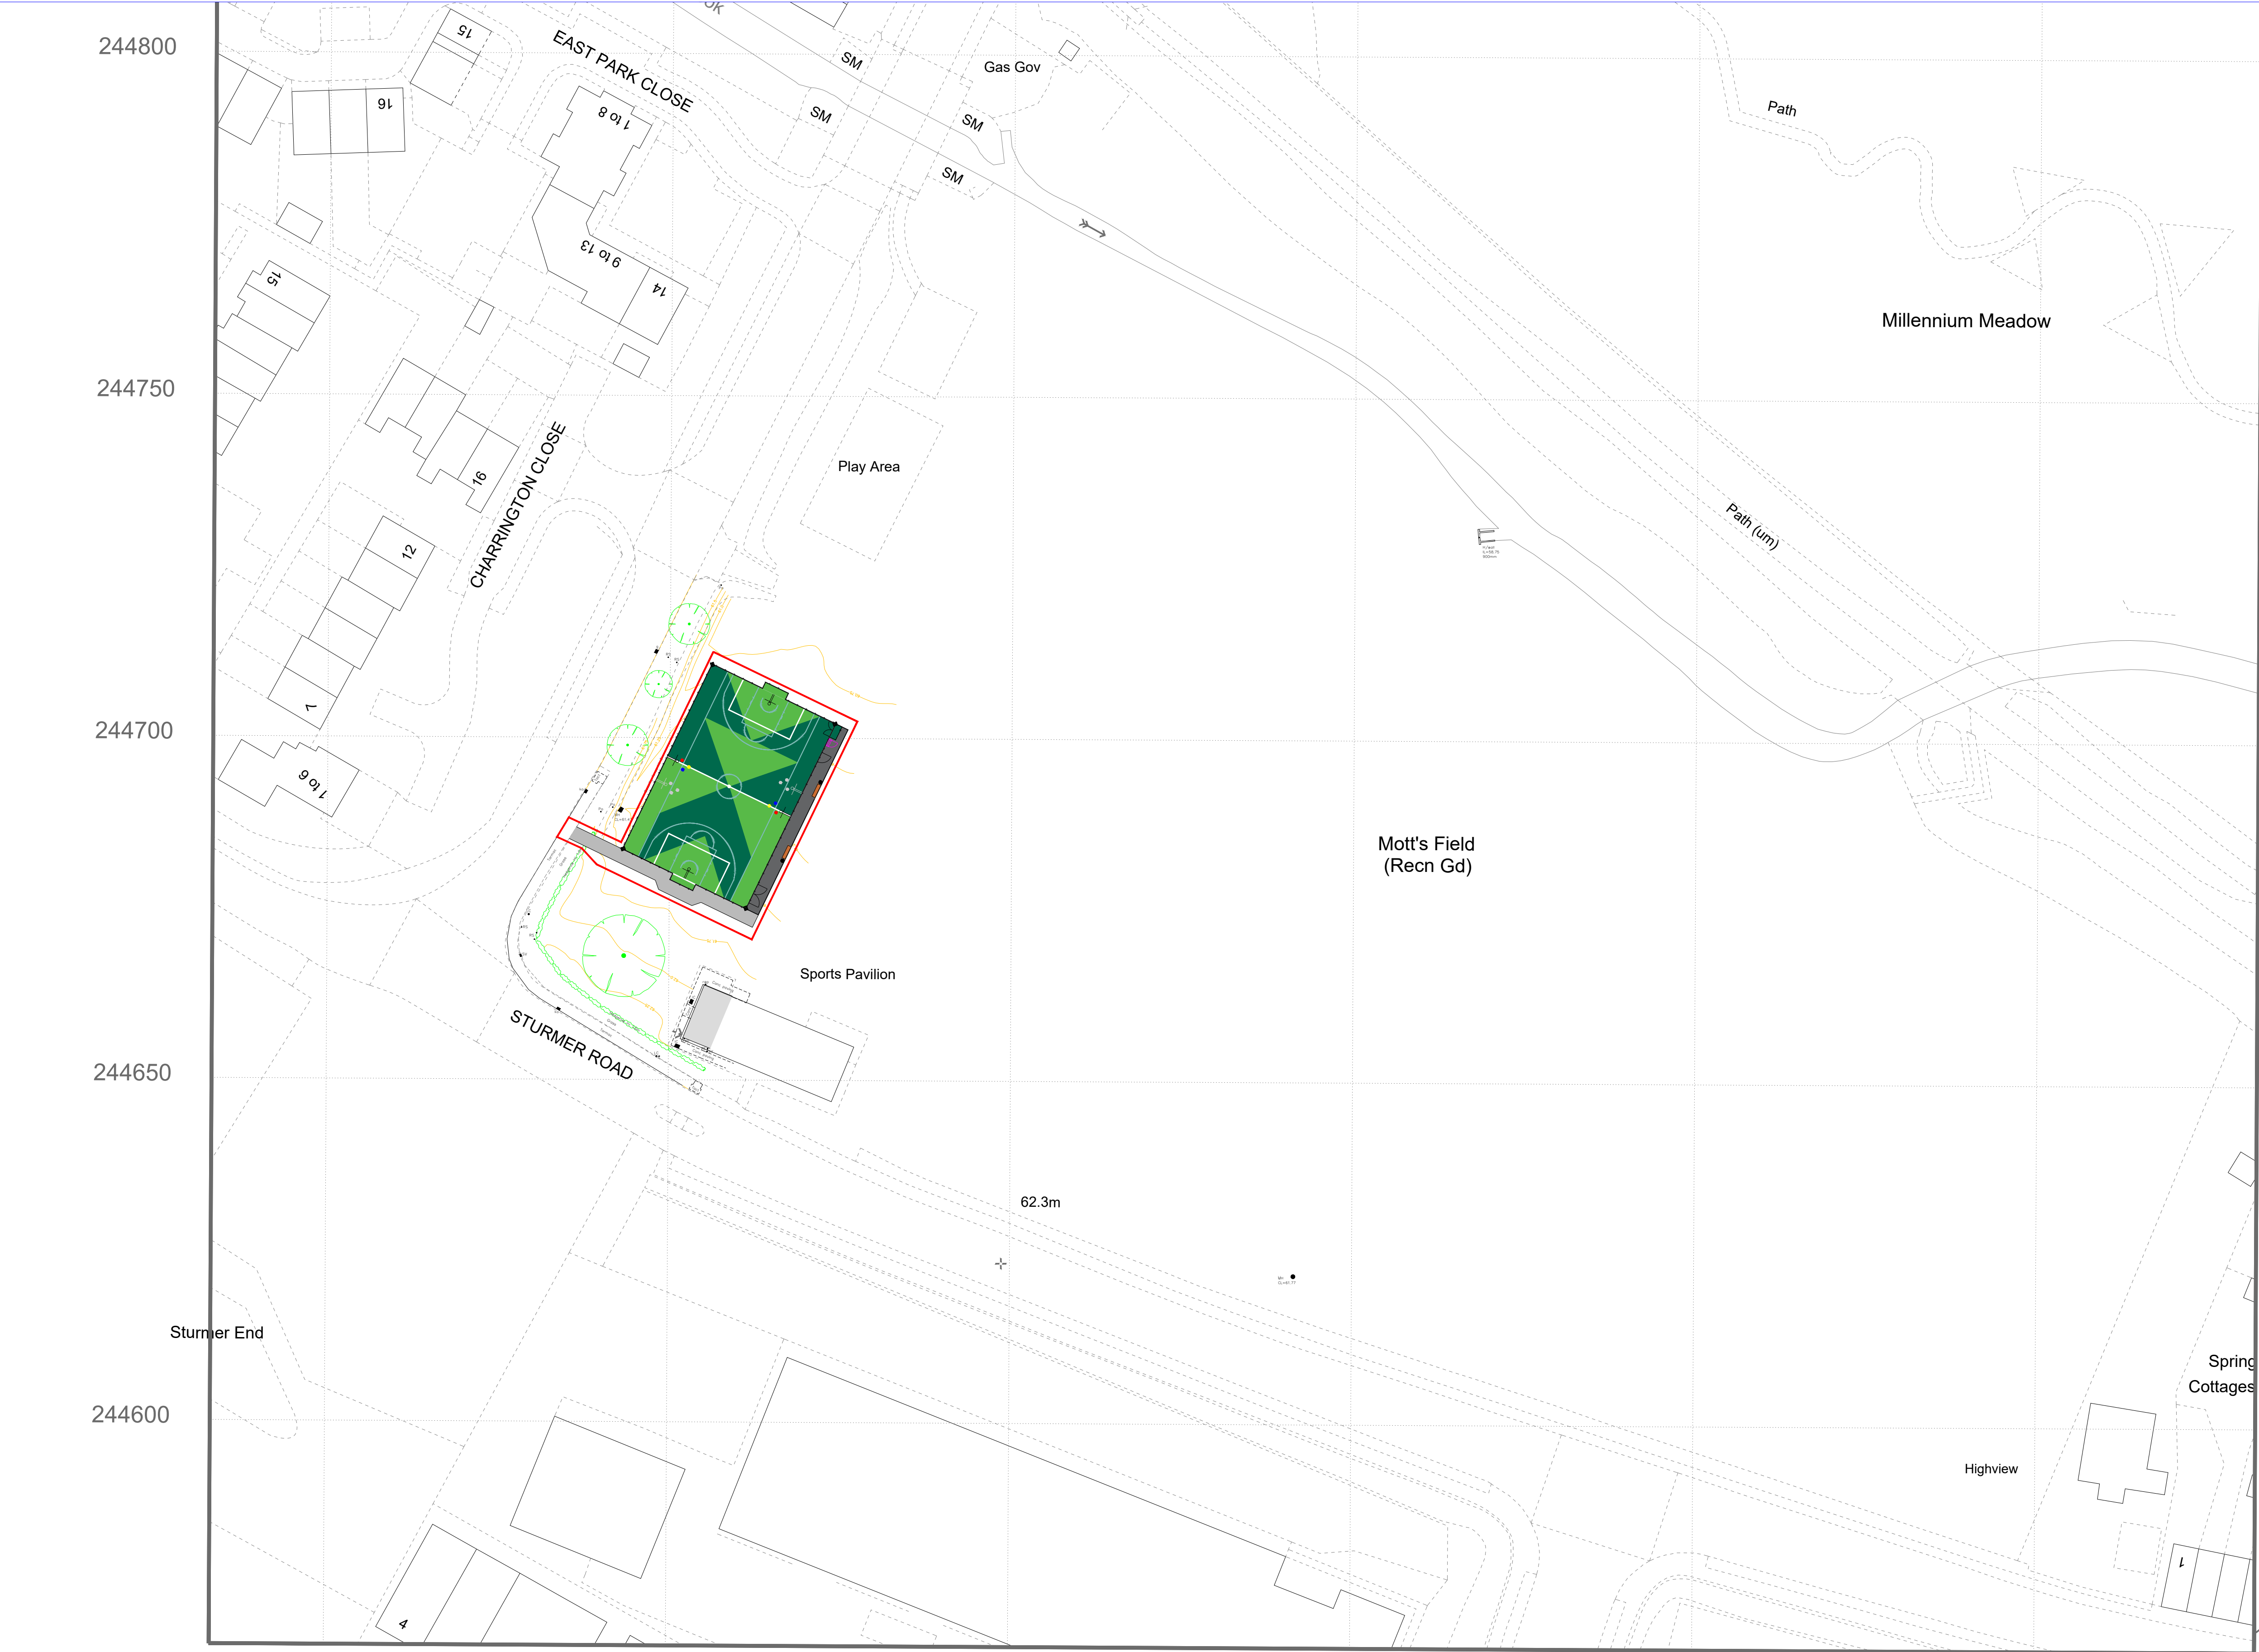 244800
15
EAST PARK CLOSE
SM
Gas Gov
16
1 to 8
SM
SM
Path
SM
9 to 13
15
14
Millennium Meadow
244750
CHARRINGTON CLOSE
Play Area
16
Path (um)
12
7
244700
1 to 6
Mott's Field
(Recn Gd)
Sports Pavilion
STURMER ROAD
244650
62.3m
Sturmer End
Spring
Cottages
244600
Highview
1
4